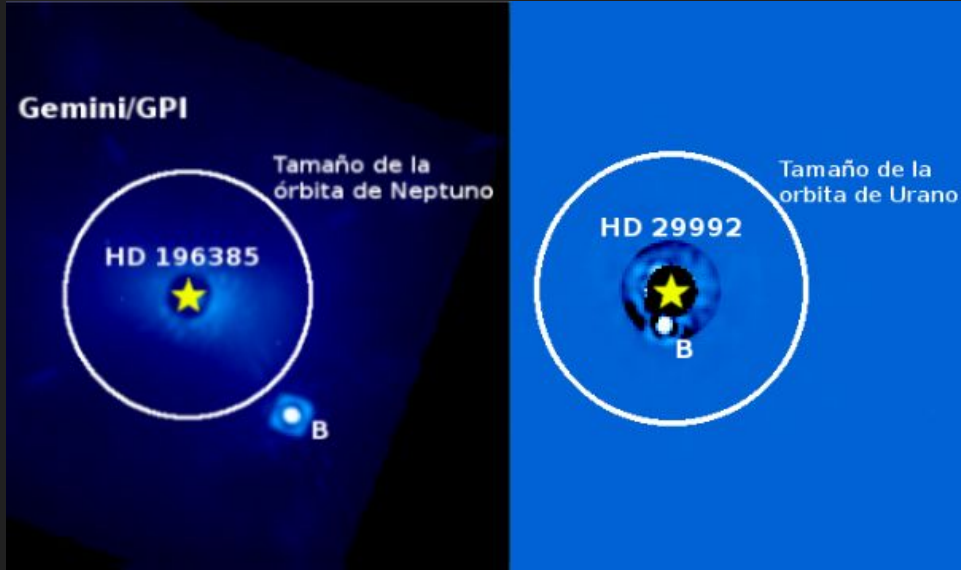 Gemini/GPI
Tamaño de la
órbita de Neptuno
HD 196385
B
Tamaño de la
orbita de Urano
HD 29992
B